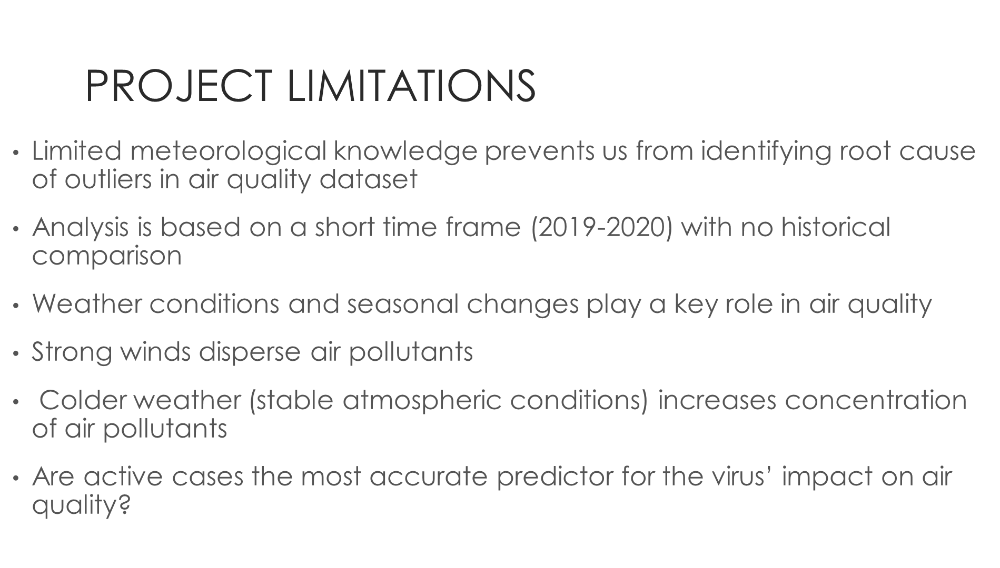 PROJECT LIMITATIONS
• Limited meteorological knowledge prevents us from identifying root cause
of outliers in air quality dataset
• Analysis is based on a short time frame (2019-2020) with no historical
comparison
• Weather conditions and seasonal changes play a key role in air quality
• Strong winds disperse air pollutants
• Colder weather (stable atmospheric conditions) increases concentration
of air pollutants
• Are active cases the most accurate predictor for the virus’ impact on air
quality?